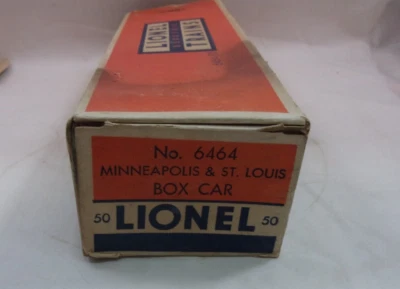 LIONEL
TRAINS
No. 6464
MINNEAPOLIS & ST. LOUIS
BOX CAR
50 LIONEL 50